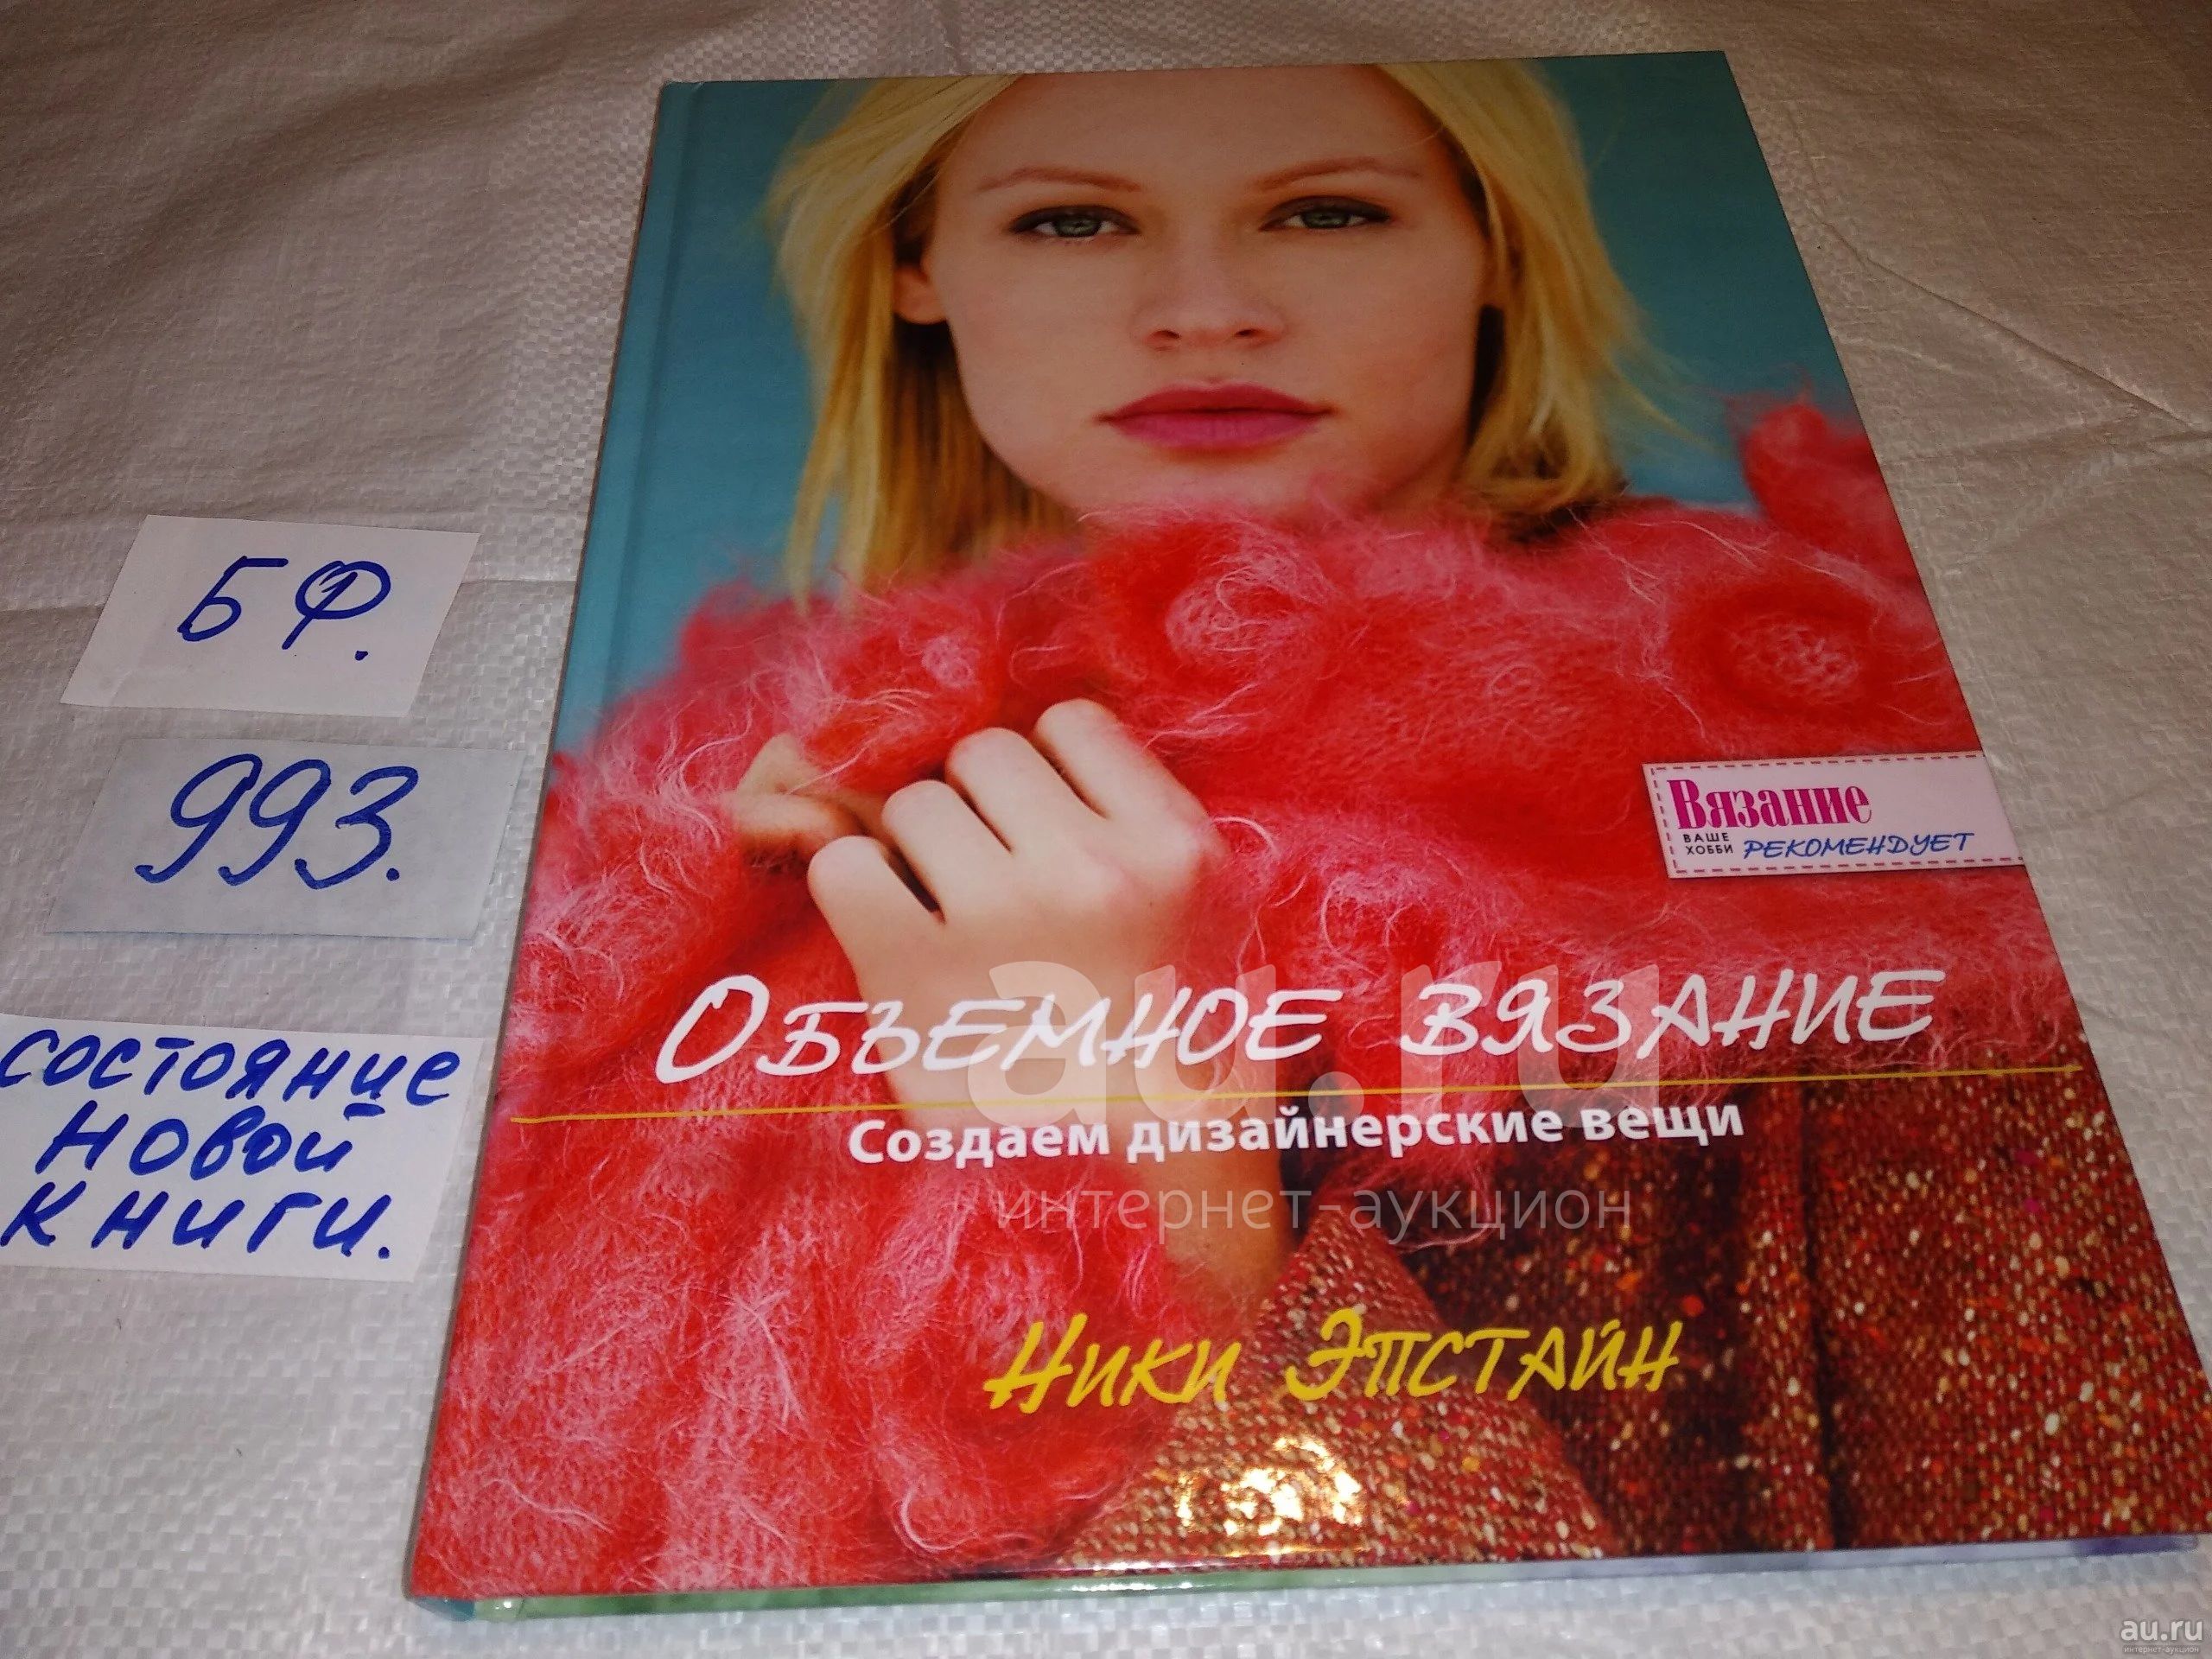 БФ.
993.
состояние
новой
книги.
Вязание
ВАШЕ
ХОББИ
РЕКОМЕНДУЕТ
Объемное вязание
Создаем дизайнерские вещи
Ники Эпстайн
au.ru
интернет-аукцион
au.ru
интернет-аукцион